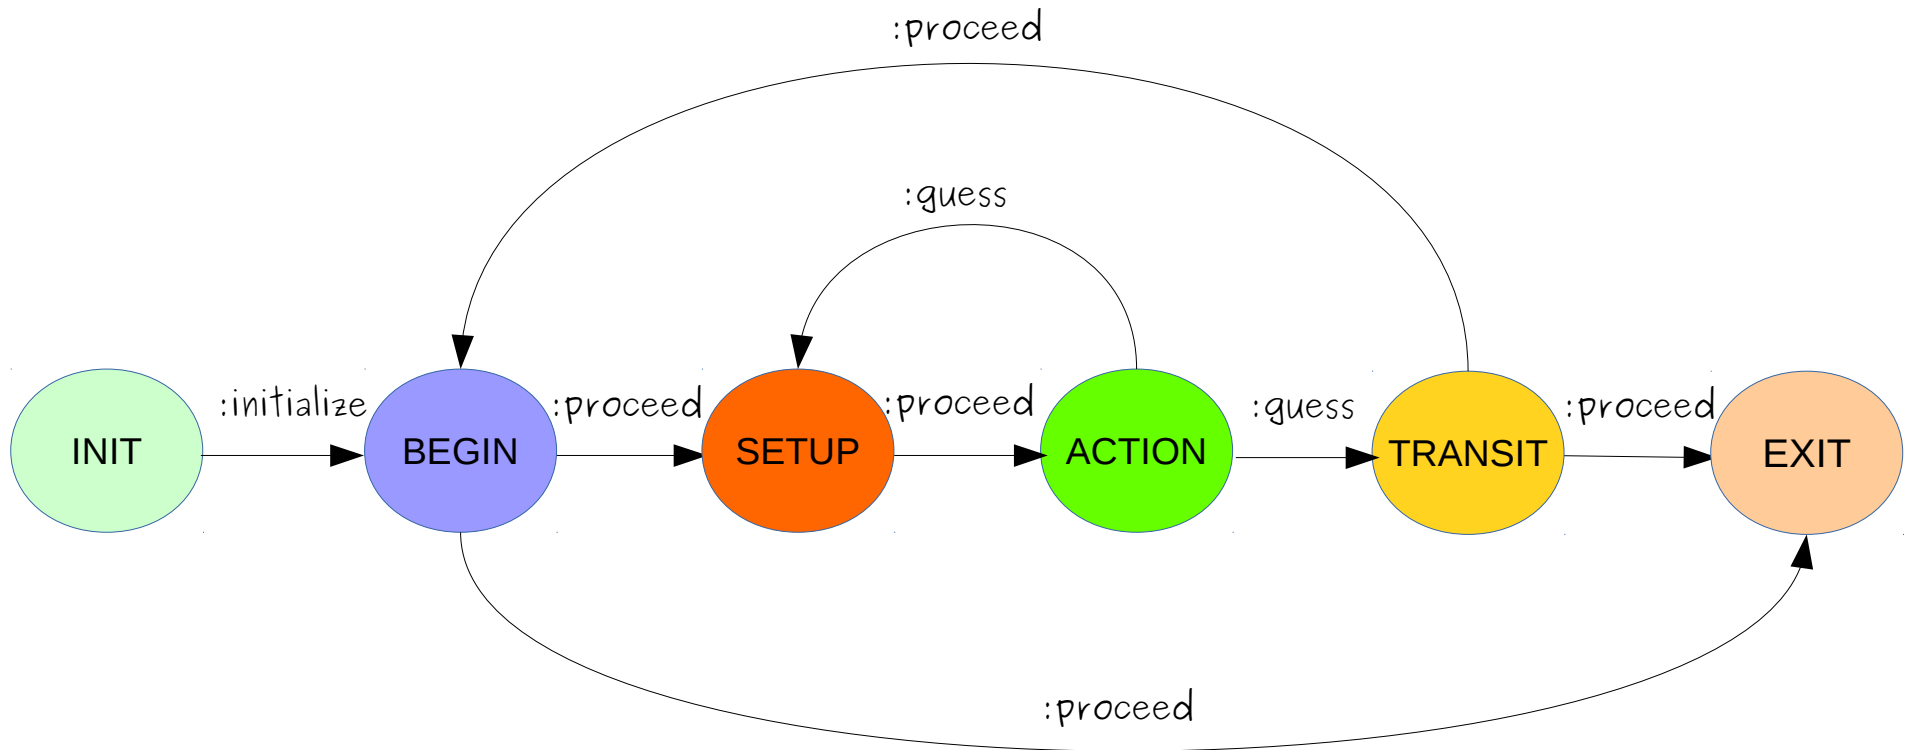 :proceed
:guess
:initialize
:proceed
:proceed
:guess
:proceed
INIT
BEGIN
SETUP
ACTION
TRANSIT
EXIT
:proceed